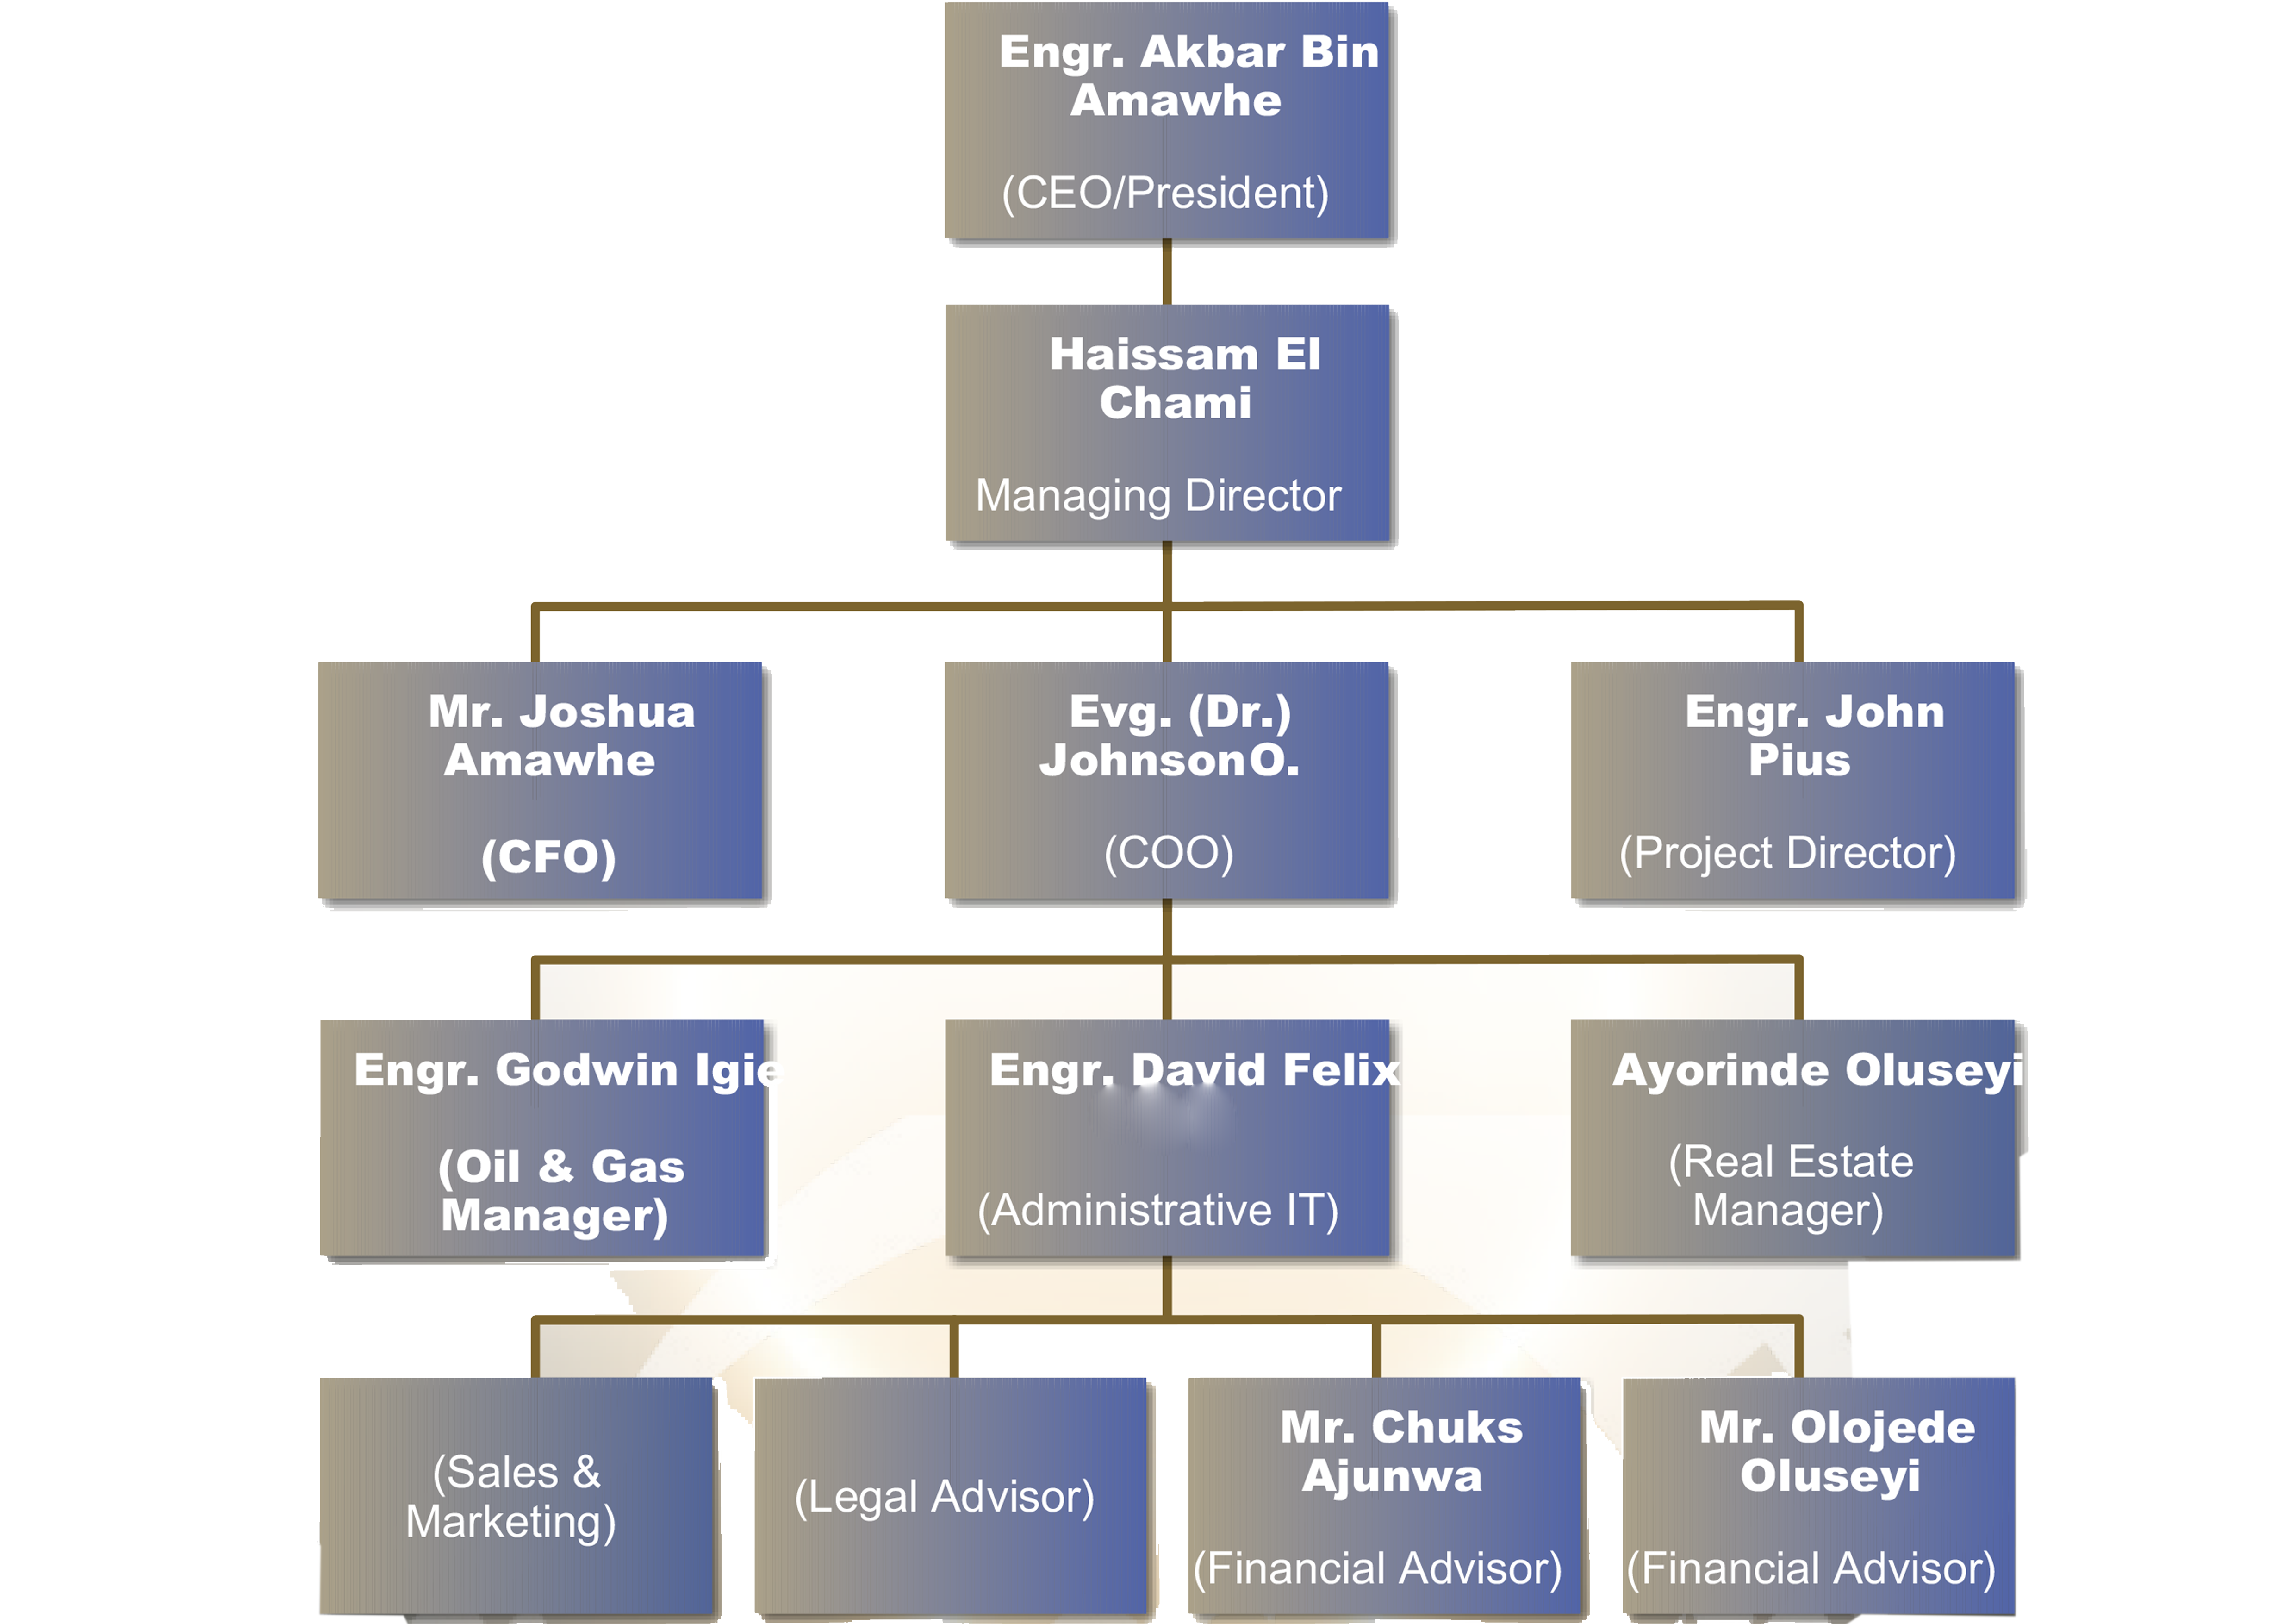 Engr. Akbar Bin
Amawhe
(CEO/President)
Haissam El
Chami
Managing Director
Mr. Joshua
Amawhe
(CFO)
Evg. (Dr.)
Johnson O.
(COO)
Engr. John
Pius
(Project Director)
Engr. Godwin Igie
(Oil & Gas
Manager)
Engr. David Felix
(Administrative IT)
Ayorinde Oluseyi
(Real Estate
Manager)
(Sales &
Marketing)
(Legal Advisor)
Mr. Chuks
Ajunwa
(Financial Advisor)
Mr. Olojede
Oluseyi
(Financial Advisor)